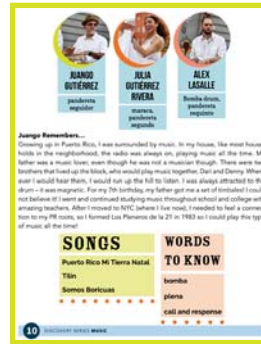 JUANGO
GUTIÉRREZ
pandereta
seguidor
JULIA
GUTIÉRREZ
RIVERA
maraca,
pandereta
segundo
ALEX
LASALLE
Bomba drum,
pandereta
requinto
Juango Remembers...
Growing up in Puerto Rico, I was surrounded by music. In my house, like most house
holds in the neighborhood, the radio was always on, playing music all the time. M
father was a music lover, even though he was not a musician though. There were tw
brothers that lived up the block, who would play music together, Dari and Denny. When
ever I would hear them, I would run up the hill to listen. I was always attracted to th
drum – it was magnetic. For my 7th birthday, my father got me a set of timbales! I coul
not believe it! I went and continued studying music throughout school and college wit
amazing teachers. After I moved to NYC (where I live now), I needed to feel a connec
tion to my PR roots, so I formed Los Pleneros de la 21 in 1983 so I could play this typ
of music all the time!
SONGS
Puerto Rico Mi Tierra Natal
Tilín
Somos Boricuas
WORDS
TO KNOW
bomba
plena
call and response
10 DISCOVERY SERIES MUSIC